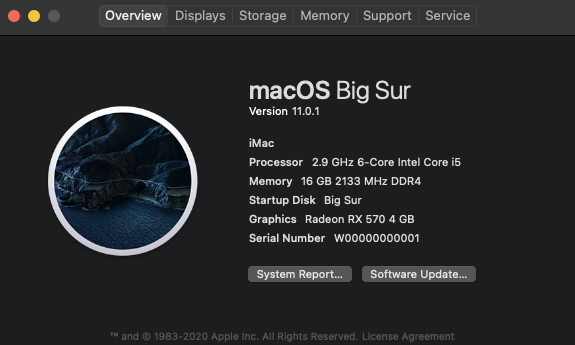 Overview Displays Storage Memory Support Service
macOS Big Sur
Version 11.0.1
iMac
Processor 2.9 GHz 6-Core Intel Core i5
Memory 16 GB 2133 MHz DDR4
Startup Disk Big Sur
Graphics Radeon RX 570 4 GB
Serial Number W00000000001
System Report... Software Update...
™ and © 1983-2020 Apple Inc. All Rights Reserved. License Agreement